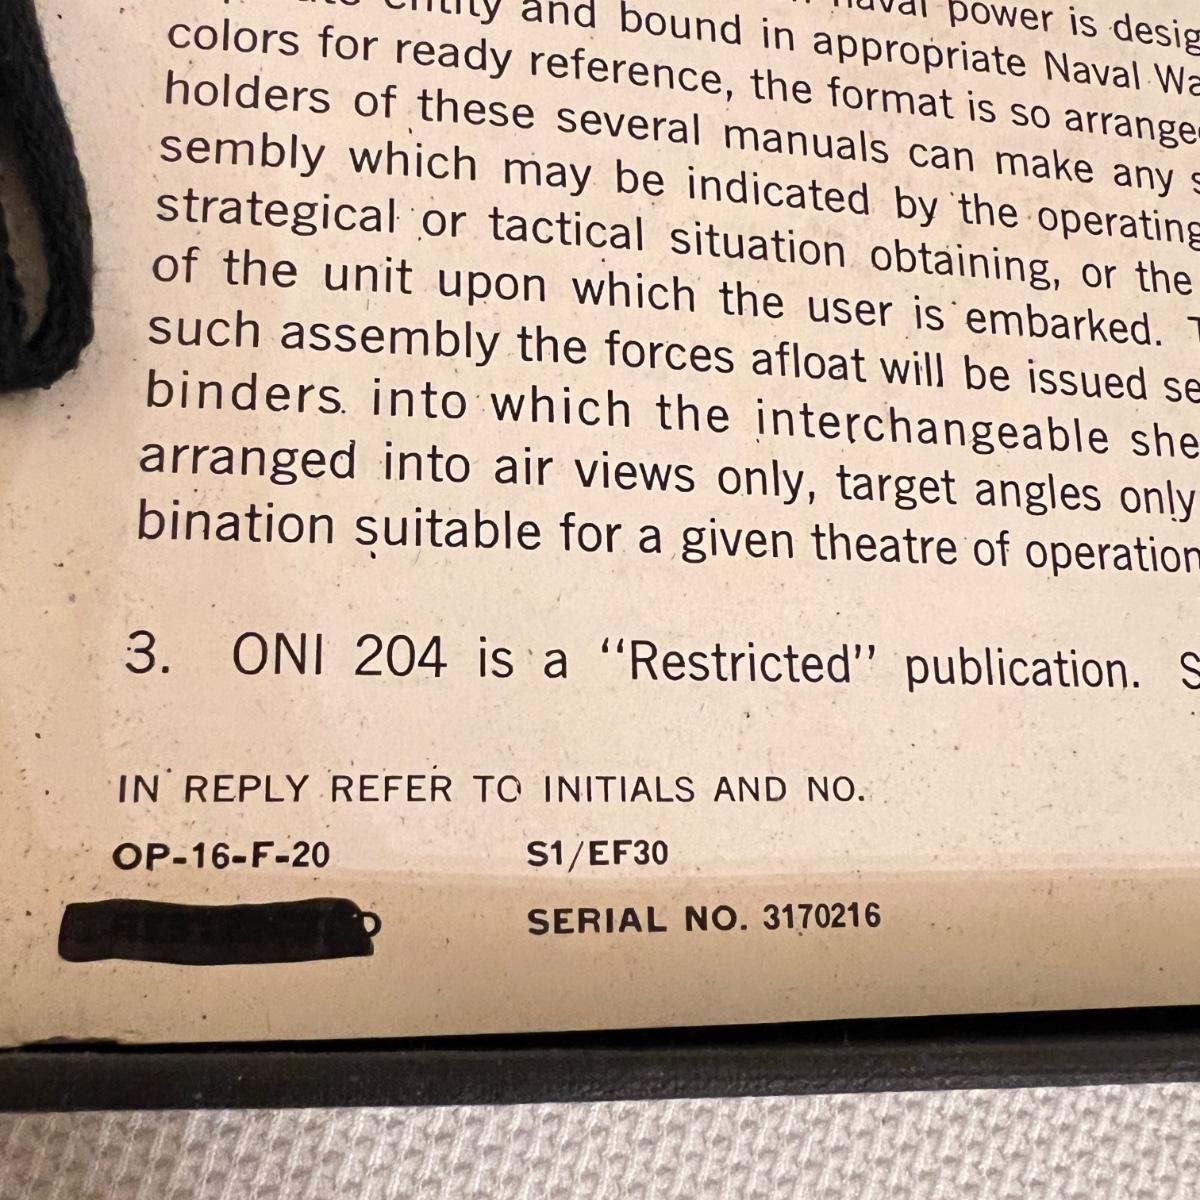 entity and bound in appropriate Naval
naval power is
colors for ready reference, the format is so
holders of these several manuals can make any
sembly which may be indicated by the operating
strategical or tactical situation obtaining, or the
of the unit upon which the user is embarked.
such assembly the forces afloat will be issued
binders into which the interchangeable
arranged into air views only, target angles only
bination suitable for a given theatre of operation
3. ONI 204 is a "Restricted" publication.
IN REPLY REFER TO INITIALS AND NO.
OP-16-F-20 S1/EF30
SERIAL NO. 3170216